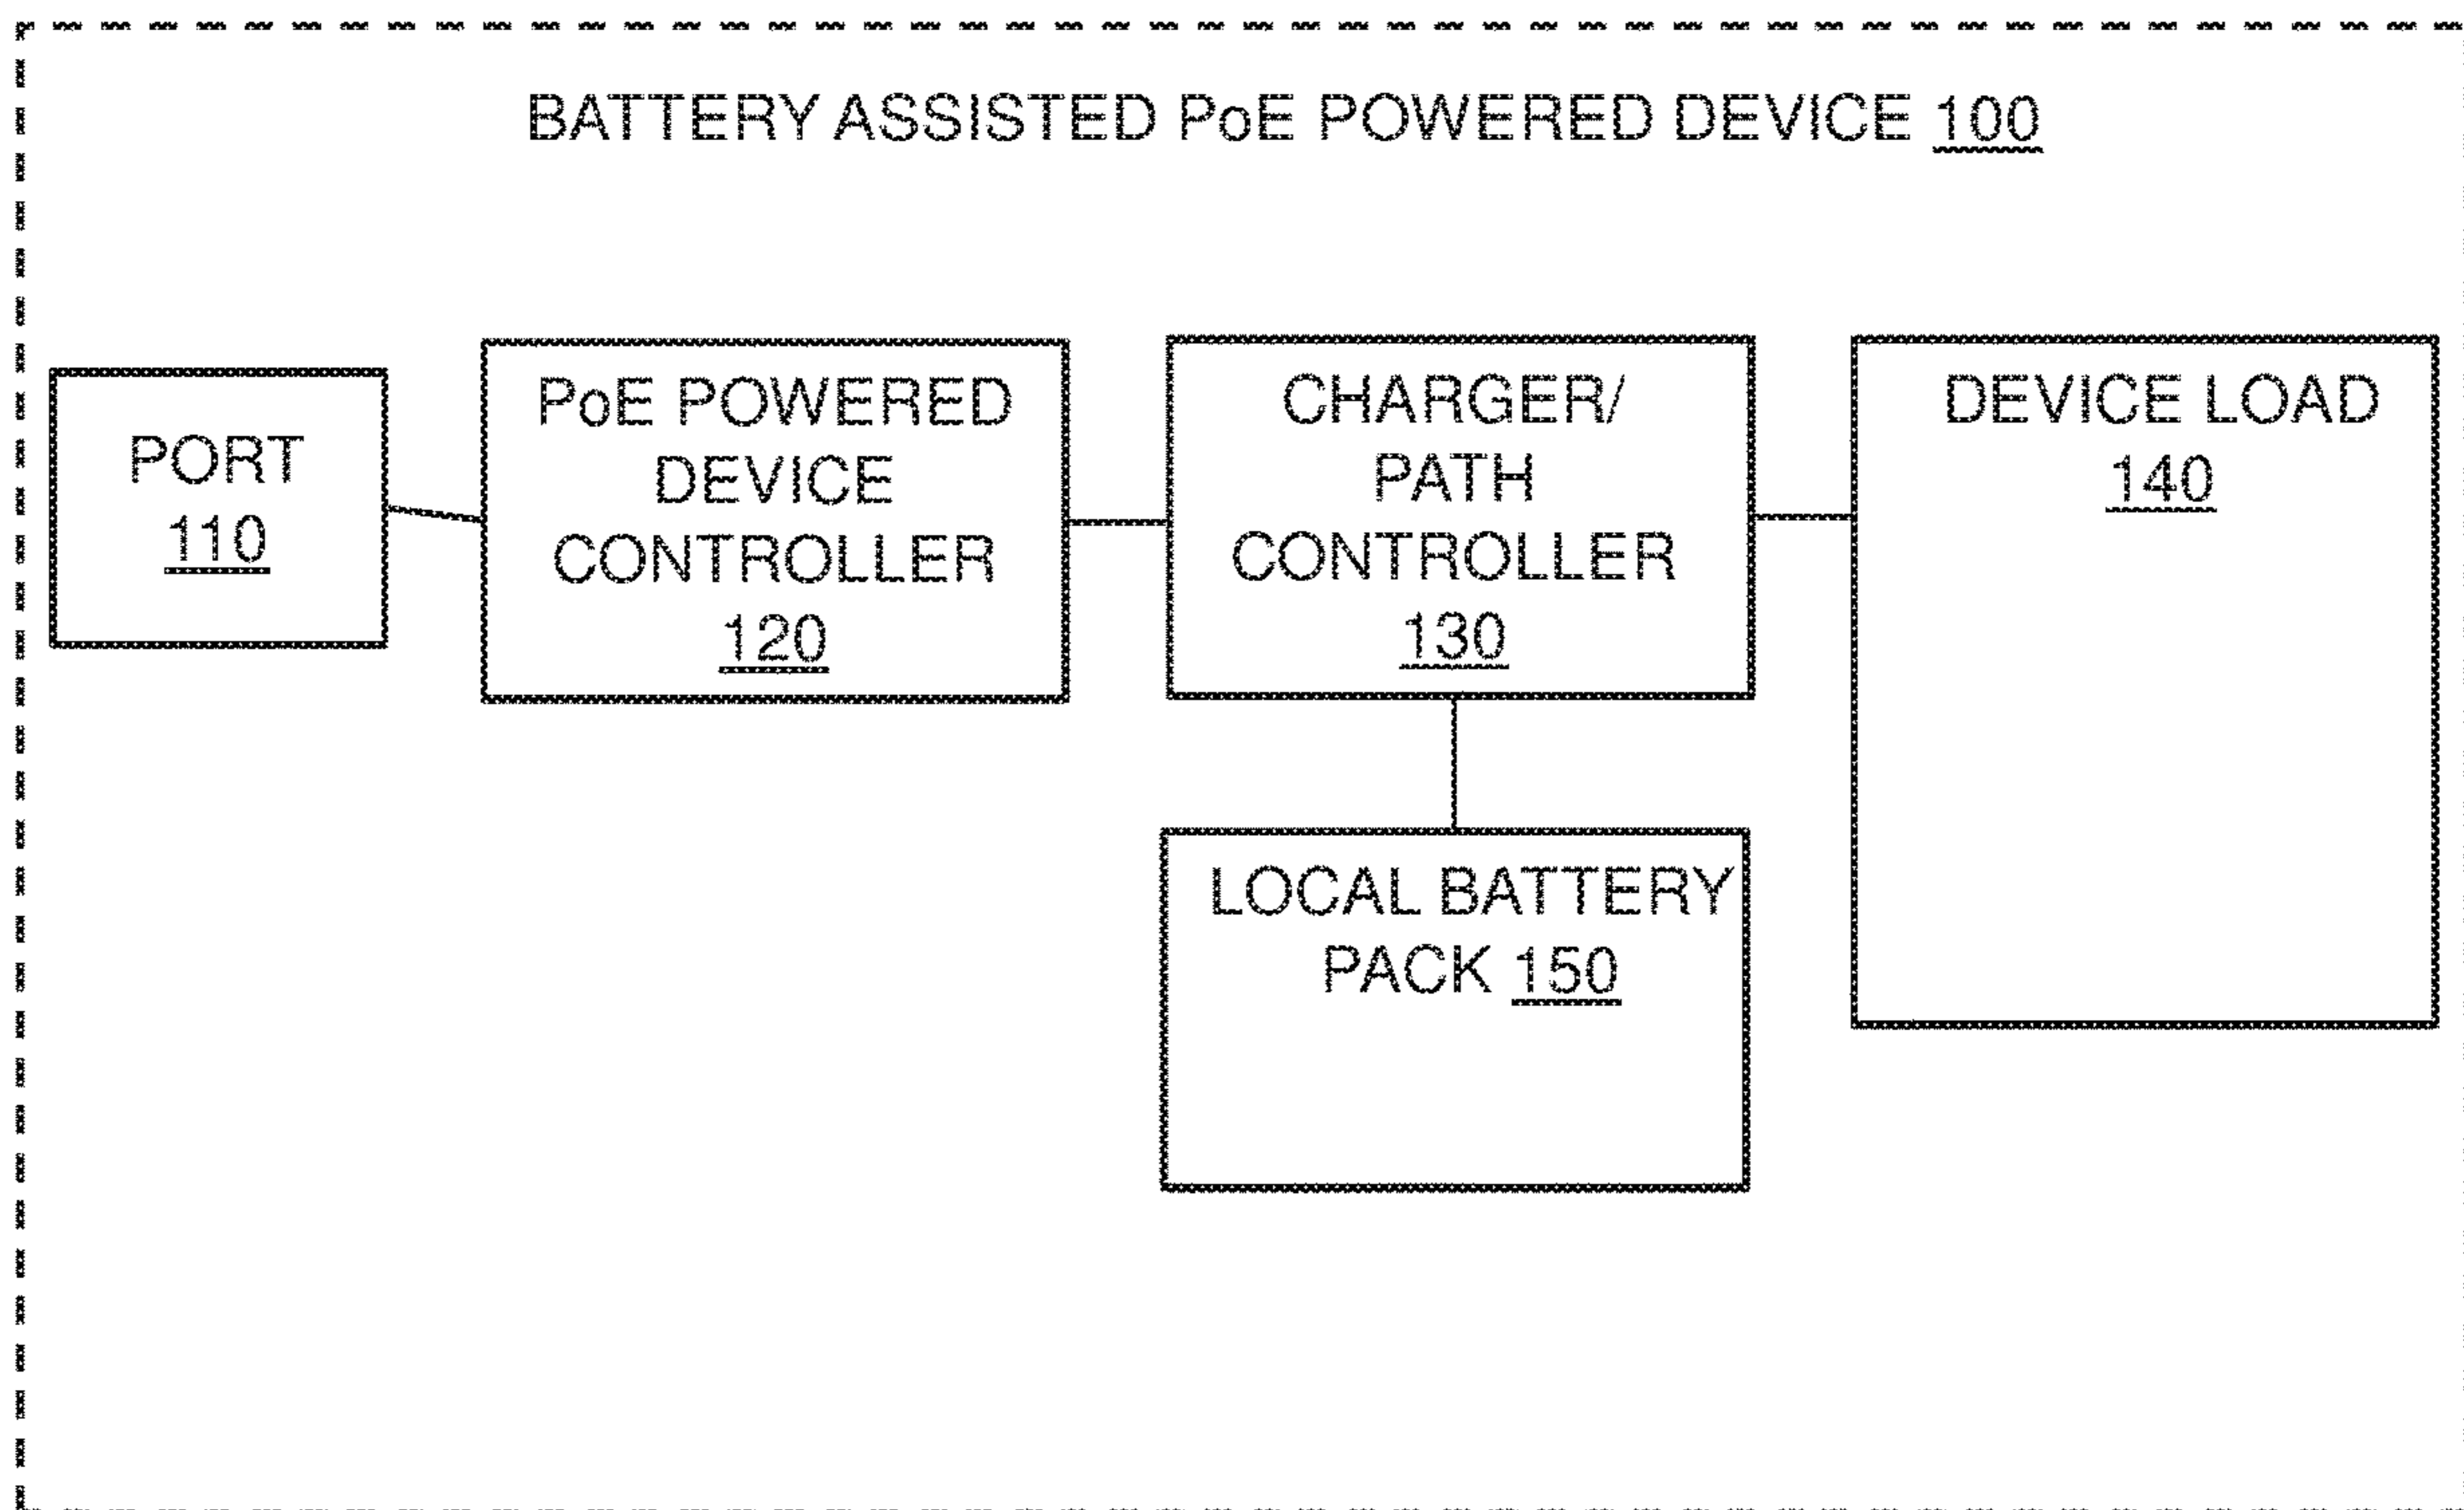 BATTERY ASSISTED PoE POWERED DEVICE 100
PORT
110
PoE POWERED
DEVICE
CONTROLLER
120
CHARGER/
PATH
CONTROLLER
130
DEVICE LOAD
140
LOCAL BATTERY
PACK 150